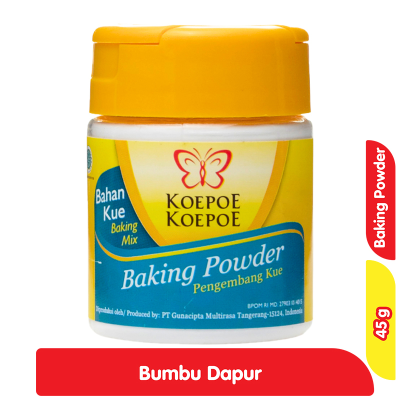 Bahan
Kue
Baking
Mix
KOEPOE
KOEPOE
Baking Powder
Pengembang Kue
Diproduksi oleh/ Produced by: PT Gunacipta Multirasa Tangerang-15124, Indonesia
Baking Powder
45g
Bumbu Dapur